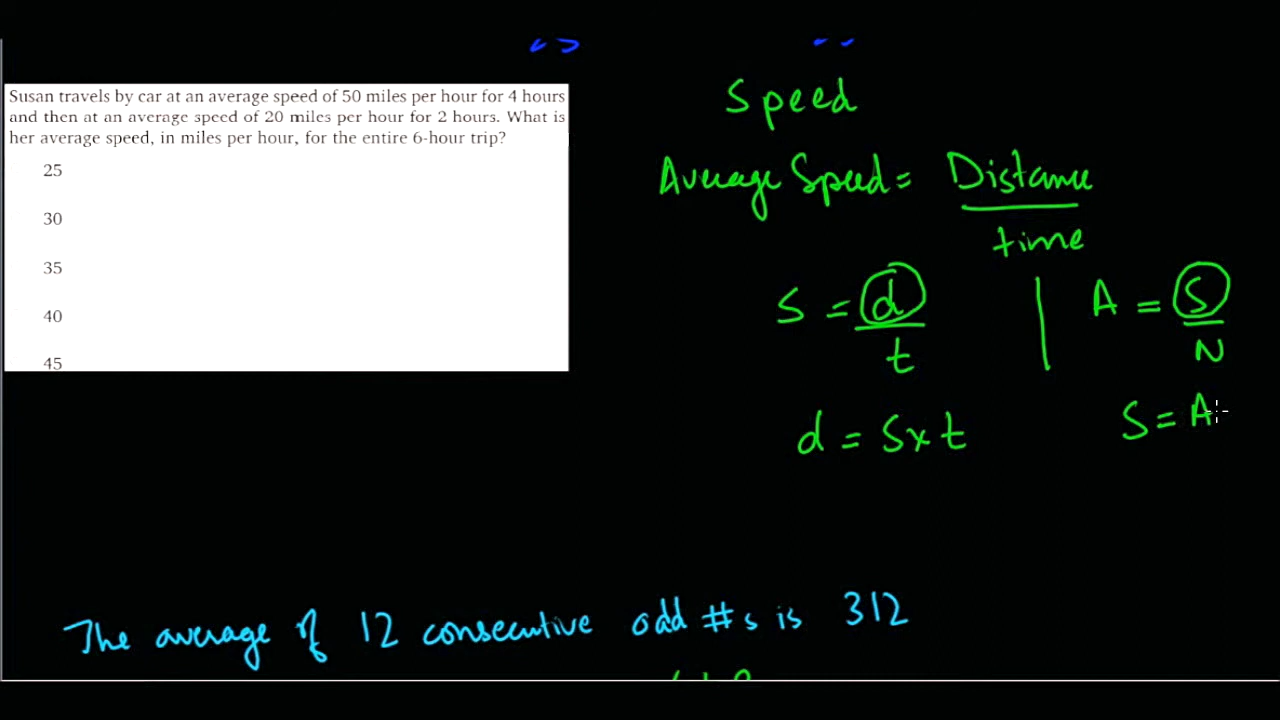 Susan travels by car at an average speed of 50 miles per hour for 4 hours
and then at an average speed of 20 miles per hour for 2 hours. What is
her average speed, in miles per hour, for the entire 6-hour trip?
25
30
35
40
45
Speed
Average Speed = Distance
time
S = d
t
A = S
N
d = S x t
S = A
The average of 12 consecutive odd #s is 312